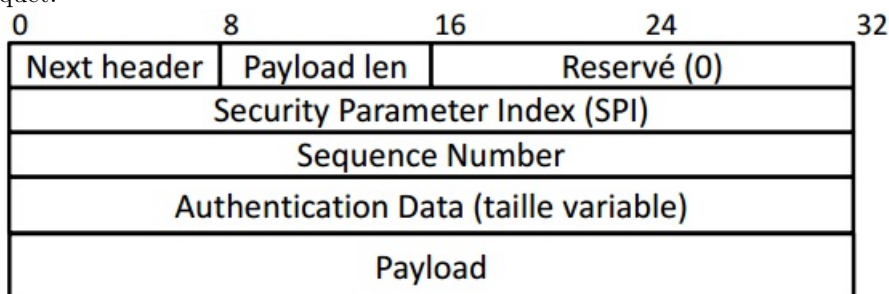 0 8 16 24 32
Next header Payload len Reservé (0)
Security Parameter Index (SPI)
Sequence Number
Authentication Data (taille variable)
Payload